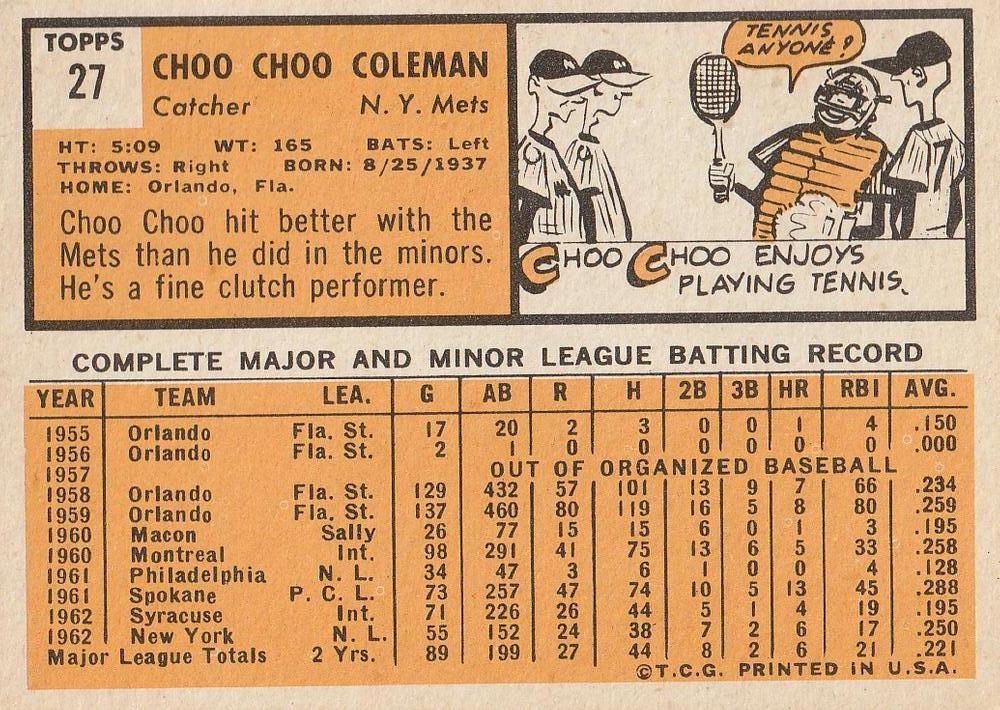 TOPPS
27
CHOO CHOO COLEMAN
Catcher N. Y. Mets
HT: 5:09 WT: 165 BATS: Left
THROWS: Right BORN: 8/25/1937
HOME: Orlando, Fla.
Choo Choo hit better with the
Mets than he did in the minors.
He's a fine clutch performer.
TENNIS,
ANYONE?
CHOO CHOO ENJOYS
PLAYING TENNIS.
COMPLETE MAJOR AND MINOR LEAGUE BATTING RECORD
YEAR TEAM LEA. G AB R H 2B 3B HR RBI AVG.
1955 Orlando Fla. St. 17 20 2 3 0 0 1 4 .150
1956 Orlando Fla. St. 2 1 0 0 0 0 0 0 .000
1957 OUT OF ORGANIZED BASEBALL
1958 Orlando Fla. St. 129 432 57 101 13 9 7 66 .234
1959 Orlando Fla. St. 137 460 80 119 16 5 8 80 .259
1960 Macon Sally 26 77 15 15 6 0 1 3 .195
1960 Montreal Int. 98 291 41 75 13 6 5 33 .258
1961 Philadelphia N. L. 34 47 3 6 1 0 0 4 .128
1961 Spokane P. C. L. 73 257 47 74 10 5 13 45 .288
1962 Syracuse Int. 71 226 26 44 5 1 4 19 .195
1962 New York N. L. 55 152 24 38 7 2 6 17 .250
Major League Totals 2 Yrs. 89 199 27 44 8 2 6 21 .221
©T.C.G. PRINTED IN U.S.A.